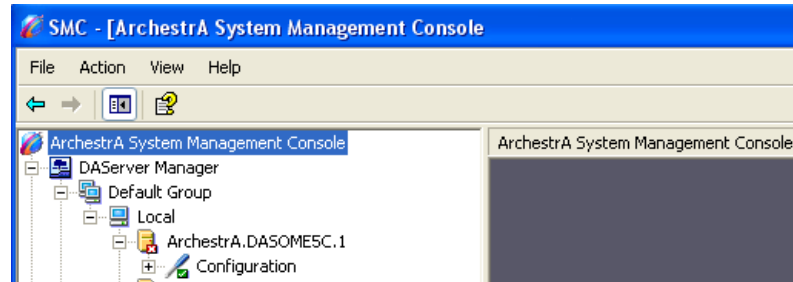 SMC - [ArchestrA System Management Console
File Action View Help
ArchestrA System Management Console
ArchestrA System Management Console
DAServer Manager
Default Group
Local
ArchestrA.DASOME5C.1
Configuration